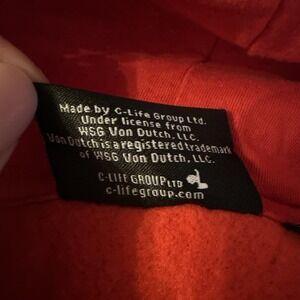 Made by C-Life Group Ltd.
Under license from
WSG Von Dutch, LLC.
Von Dutch is a registered trademark
of WSG Von Dutch, LLC.
C-LIFE GROUP LTD
c-lifegroup.com